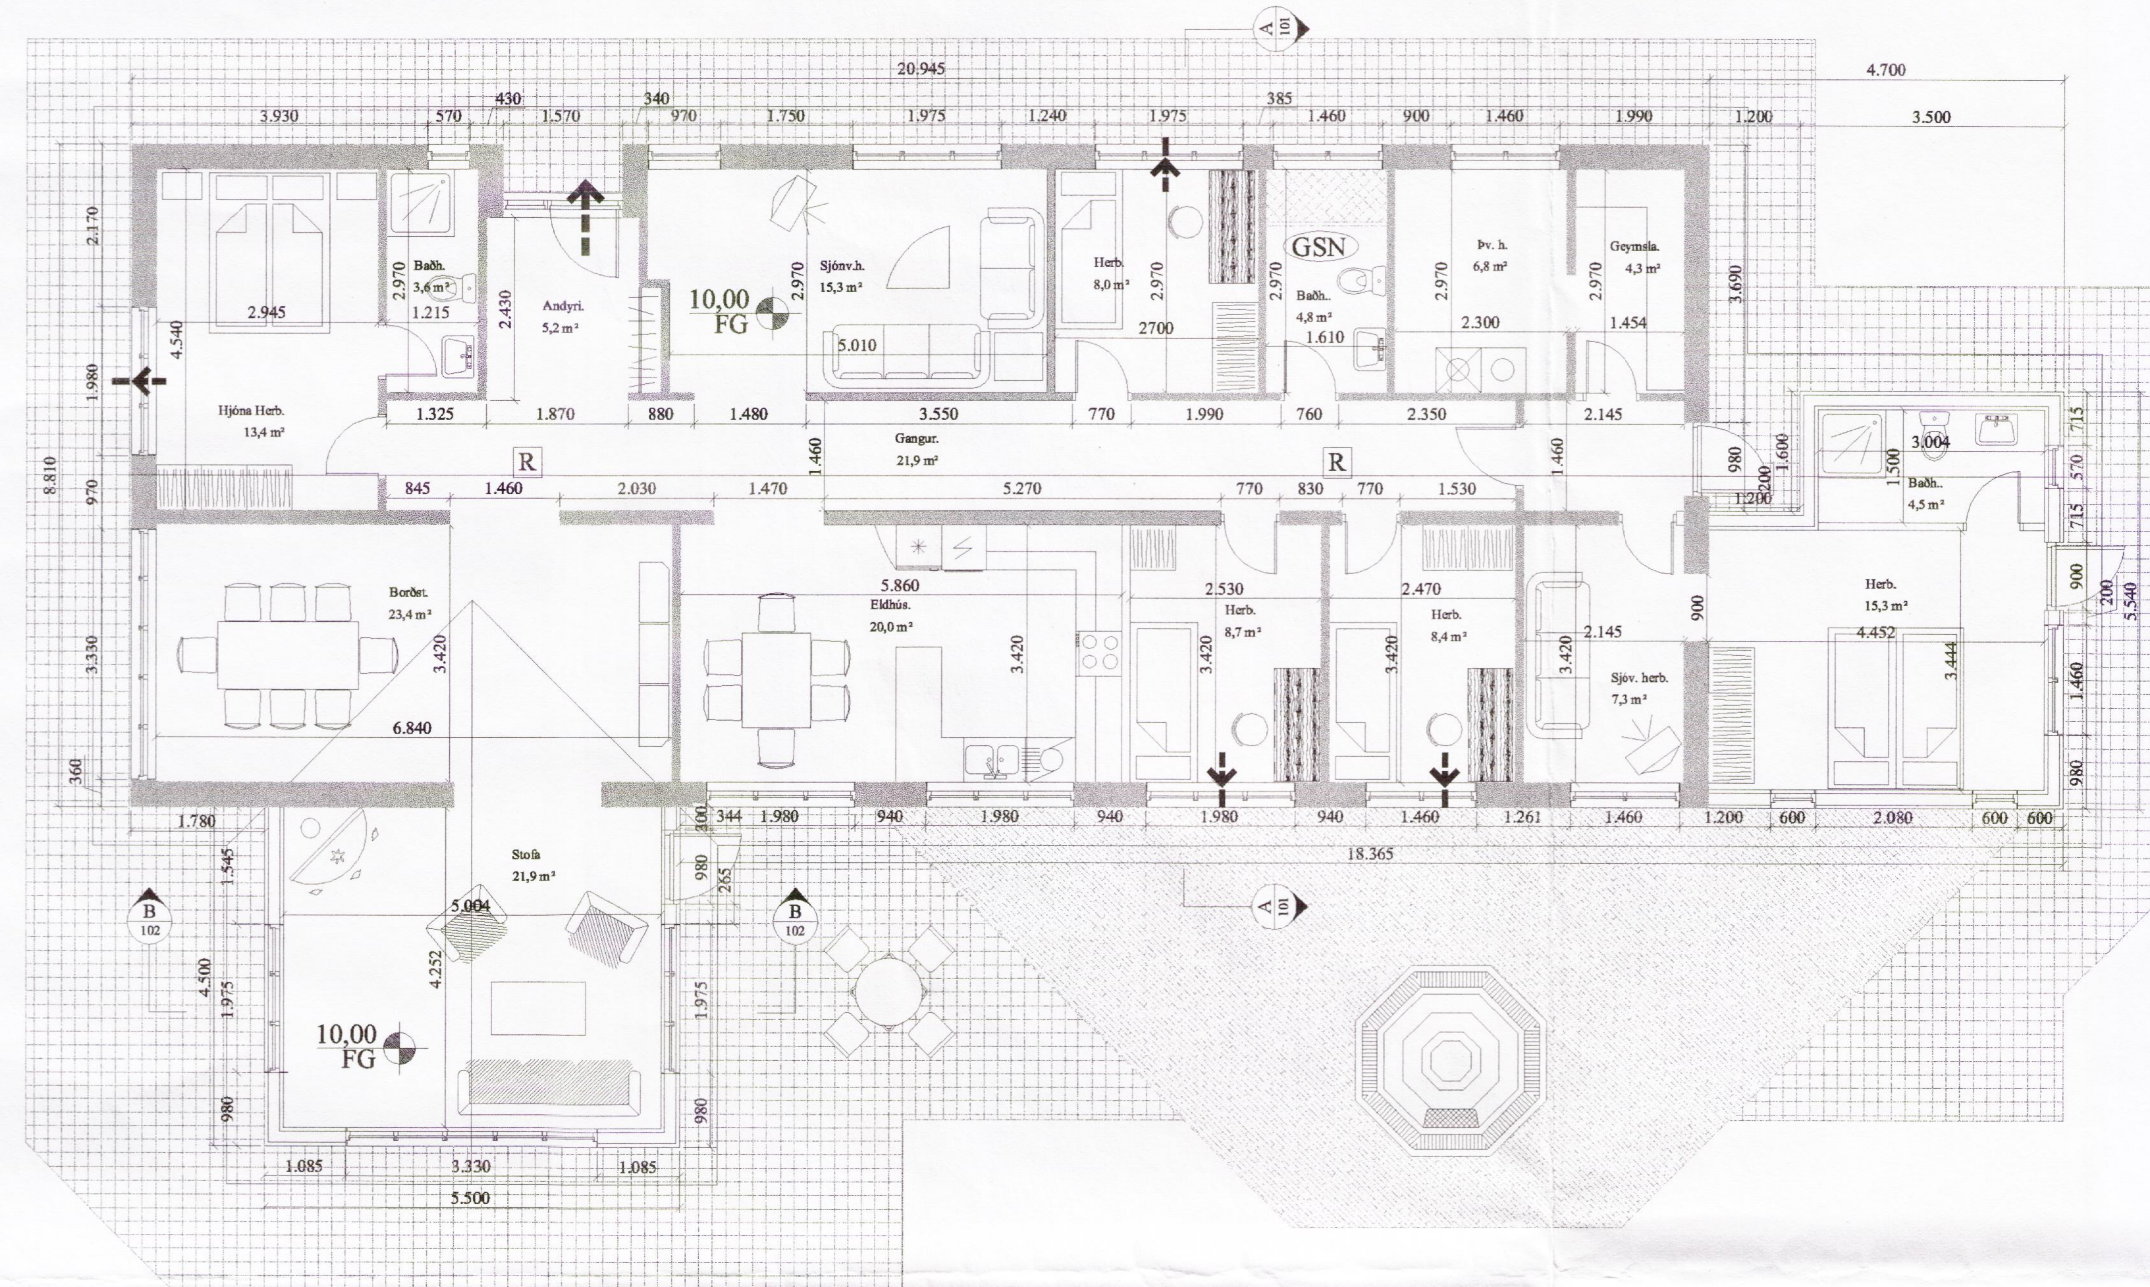 A
101
20.945
4.700
430
340
385
3.930
570
1.570
970
1.750
1.975
1.240
1.975
1.460
900
1.460
1.990
1.200
3.500
2.170
1.980
970
8.810
3.330
360
4.540
2.945
Hjóna Herb.
13,4 m²
2.970
Baðh.
3,6 m²
1.215
2.430
Andyri.
5,2 m²
10,00
FG
2.970
Sjónv.h.
15,3 m²
5.010
Herb.
8,0 m²
2.970
2700
GSN
2.970
Baðh..
4,8 m²
1.610
Þv. h.
6,8 m²
2.970
2.300
Geymsla.
4,3 m²
2.970
1.454
3.690
1.325
1.870
880
1.480
3.550
770
1.990
760
2.350
2.145
R
1.460
Gangur.
21,9 m²
R
1.460
980
200
1.600
1.200
845
1.460
2.030
1.470
5.270
770
830
770
1.530
3.004
1.500
Baðh..
4,5 m²
715
570
715
900
200
5.540
1.460
980
Borðst.
23,4 m²
3.420
6.840
5.860
Eldhús.
20,0 m²
3.420
2.530
Herb.
8,7 m²
3.420
2.470
Herb.
8,4 m²
3.420
2.145
3.420
Sjóv. herb.
7,3 m²
900
Herb.
15,3 m²
4.452
3.444
1.780
300
344
1.980
940
1.980
940
1.980
940
1.460
1.261
1.460
1.200
600
2.080
600
600
18.365
1.545
Stofa
21,9 m²
980
265
5.004
B
102
B
102
A
101
4.500
1.975
4.252
1.975
10,00
FG
980
980
1.085
3.330
1.085
5.500